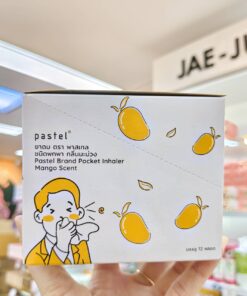 JAE-JU
pastel®
ยาดม ตรา พาสเทล
ชนิดพกพา กลิ่นมะม่วง
Pastel Brand Pocket Inhaler
Mango Scent
บรรจุ 12 หลอด